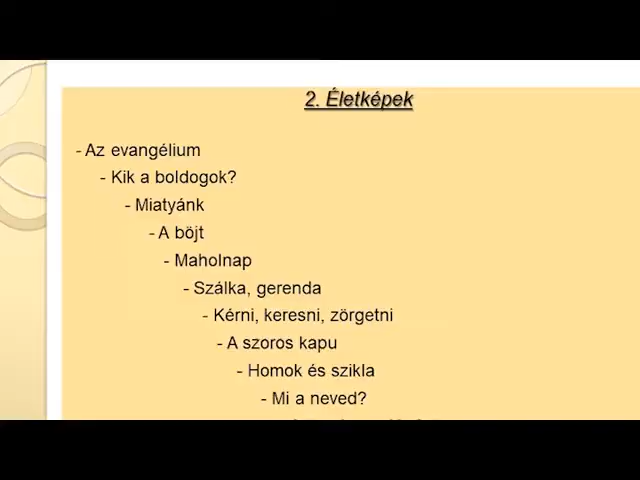 2. Életképek
- Az evangélium
- Kik a boldogok?
- Miatyánk
- A böjt
- Maholnap
- Szálka, gerenda
- Kérni, keresni, zörgetni
- A szoros kapu
- Homok és szikla
- Mi a neved?